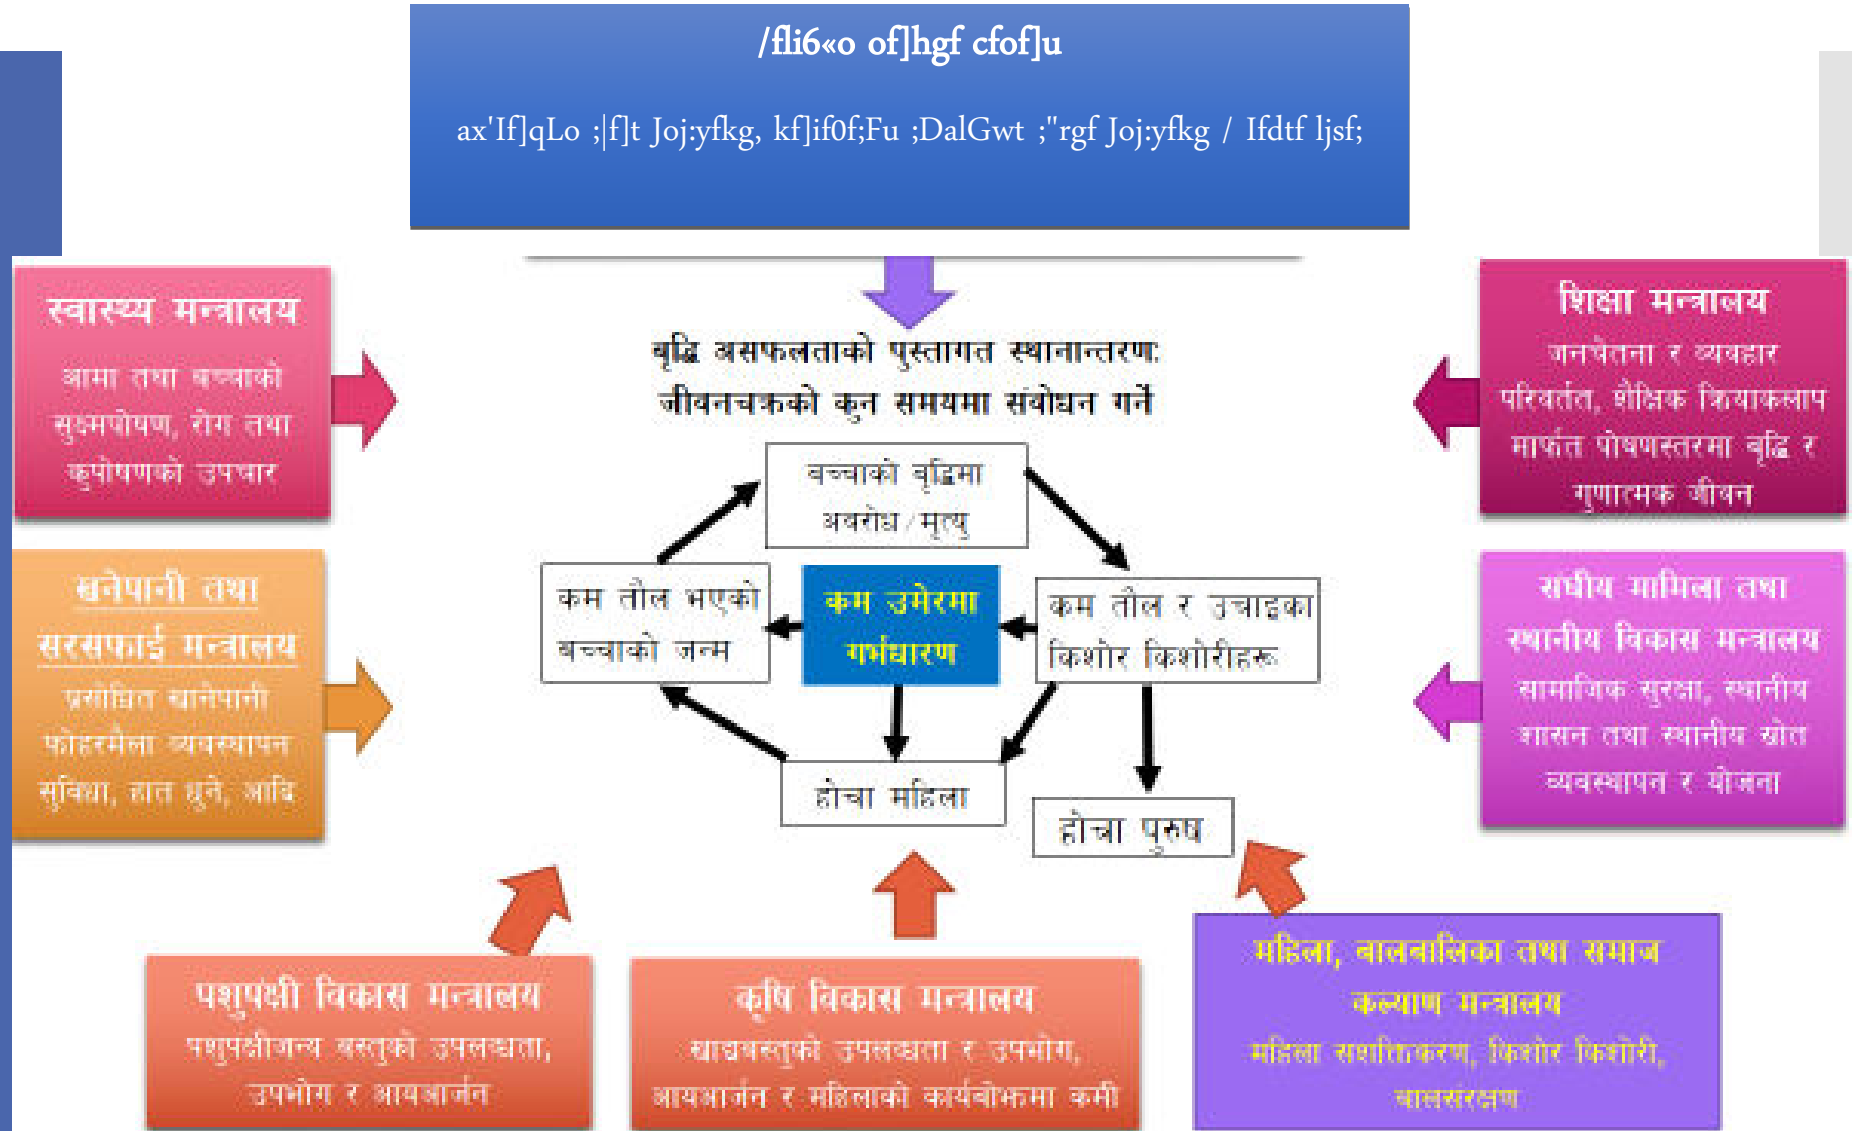 /fli6«o of]hgf cfof]u
ax'If]qLo ;|f]t Joj:yfkg, kf]if0f;Fu ;DalGwt ;"rgf Joj:yfkg / Ifdtf ljsf;
स्वास्थ्य मन्त्रालय
आमा तथा बच्चाको
सुक्ष्मपोषण, रोग तथा
कुपोषणको उपचार
शिक्षा मन्त्रालय
जनचेतना र व्यवहार
परिवर्तत, शैक्षिक क्रियाकलाप
मार्फत पोषणस्तरमा बृद्धि र
गुणात्मक जीवन
बृद्धि असफलताको पुस्तागत स्थानान्तरणः
जीवनचक्रको कुन समयमा संवोधन गर्ने
बच्चाको बृद्धिमा
अवरोध/मृत्यु
कम तौल भएको
बच्चाको जन्म
कम उमेरमा
गर्भधारण
कम तौल र उचाइका
किशोर किशोरीहरू
होचा महिला
होचा पुरुष
खनेपानी तथा
सरसफाई मन्त्रालय
प्रसोधित खानेपानी
फोहरमैला व्यवस्थापन
सुविधा, हात धुने, आदि
संघीय मामिला तथा
स्थानीय विकास मन्त्रालय
सामाजिक सुरक्षा, स्थानीय
शासन तथा स्थानीय स्रोत
व्यवस्थापन र योजना
पशुपंक्षी विकास मन्त्रालय
पशुपंक्षीजन्य बस्तुको उपलब्धता,
उपभोग र आयआर्जन
कृषि विकास मन्त्रालय
खाद्यबस्तुको उपलब्धता र उपभोग,
आयआर्जन र महिलाको कार्यबोझमा कमी
महिला, बालबालिका तथा समाज
कल्याण मन्त्रालय
महिला सशक्तिकरण, किशोर किशोरी,
बालसंरक्षण